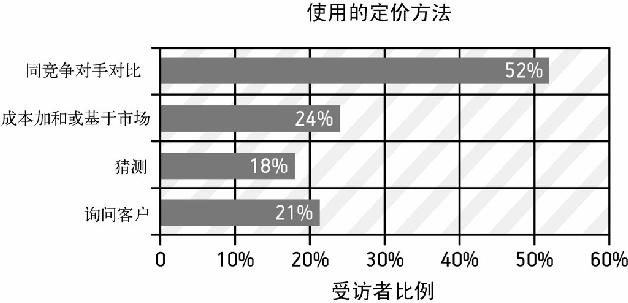 使用的定价方法
同竞争对手对比
52%
成本加和或基于市场
24%
猜测
18%
询问客户
21%
0 10% 20% 30% 40% 50% 60%
受访者比例